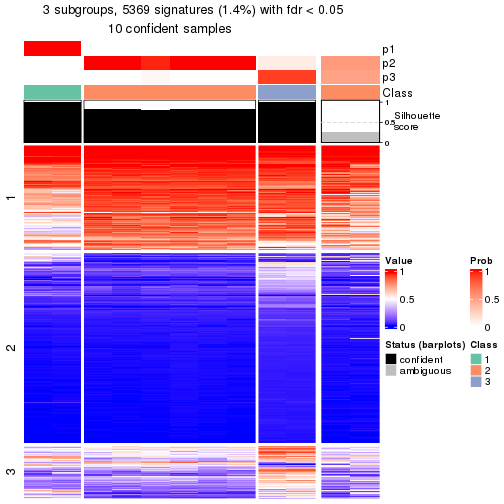 3 subgroups, 5369 signatures (1.4%) with fdr < 0.05
10 confident samples
p1
p2
p3
Class
1
0.5
0
Silhouette
score
1
2
3
Value
1
0.5
0
Prob
1
0.5
0
Status (barplots)
confident
ambiguous
Class
1
2
3